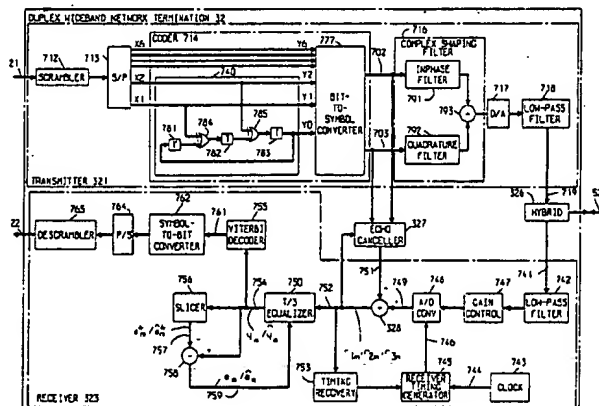 DUPLEX WIDEBAND NETWORK TERMINATION 32
CODER 714
716
COMPLEX SHAPING
FILTER
21
712
SCRAMBLER
713
S/P
X6
X2
X1
740
Y6
Y2
Y1
Y0
777
BIT-
TO-
SYMBOL
CONVERTER
781
T
784
782
T
785
783
T
702
703
INPHASE
FILTER
791
792
QUADRATURE
FILTER
793
717
D/A
718
LOW-PASS
FILTER
TRANSMITTER 321
719
326
HYBRID
22
765
DESCRAMBLER
764
P/S
762
SYMBOL-
TO-BIT
CONVERTER
761
755
VITERBI
DECODER
ECHO
CANCELLER
327
741
756
SLICER
754
750
T/3
EQUALIZER
752
751
328
749
A/D
CONV
747
GAIN
CONTROL
742
LOW-PASS
FILTER
757
758
759
753
TIMING
RECOVERY
746
745
RECEIVER
TIMING
GENERATOR
744
743
CLOCK
RECEIVER 323